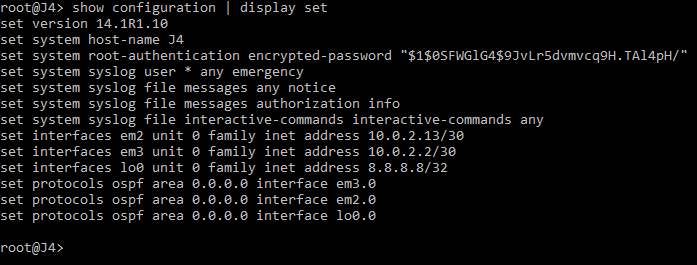 root@J4> show configuration | display set
set version 14.1R1.10
set system host-name J4
set system root-authentication encrypted-password "$1$0SFWGlG4$9JvLr5dvmvcq9H.TAl4pH/"
set system syslog user * any emergency
set system syslog file messages any notice
set system syslog file messages authorization info
set system syslog file interactive-commands interactive-commands any
set interfaces em2 unit 0 family inet address 10.0.2.13/30
set interfaces em3 unit 0 family inet address 10.0.2.2/30
set interfaces lo0 unit 0 family inet address 8.8.8.8/32
set protocols ospf area 0.0.0.0 interface em3.0
set protocols ospf area 0.0.0.0 interface em2.0
set protocols ospf area 0.0.0.0 interface lo0.0
root@J4>